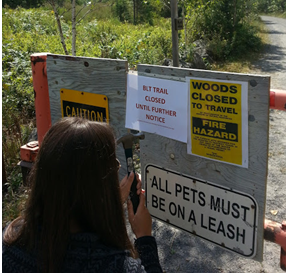 CAUTION
BLT TRAIL
CLOSED
UNTIL FURTHER
NOTICE
WOODS
CLOSED TO
TRAVEL
FIRE
HAZARD
ALL PETS MUST
BE ON A LEASH